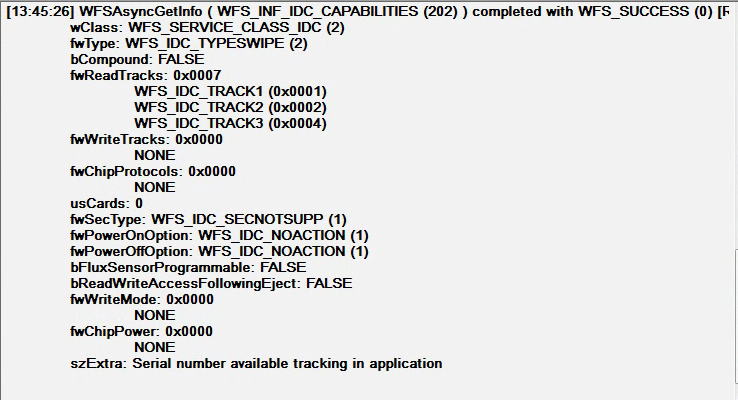 [13:45:26] WFSAsyncGetInfo ( WFS_INF_IDC_CAPABILITIES (202) ) completed with WFS_SUCCESS (0) [R
wClass: WFS_SERVICE_CLASS_IDC (2)
fwType: WFS_IDC_TYPESWIPE (2)
bCompound: FALSE
fwReadTracks: 0x0007
WFS_IDC_TRACK1 (0x0001)
WFS_IDC_TRACK2 (0x0002)
WFS_IDC_TRACK3 (0x0004)
fwWriteTracks: 0x0000
NONE
fwChipProtocols: 0x0000
NONE
usCards: 0
fwSecType: WFS_IDC_SECNOTSUPP (1)
fwPowerOnOption: WFS_IDC_NOACTION (1)
fwPowerOffOption: WFS_IDC_NOACTION (1)
bFluxSensorProgrammable: FALSE
bReadWriteAccessFollowingEject: FALSE
fwWriteMode: 0x0000
NONE
fwChipPower: 0x0000
NONE
szExtra: Serial number available tracking in application